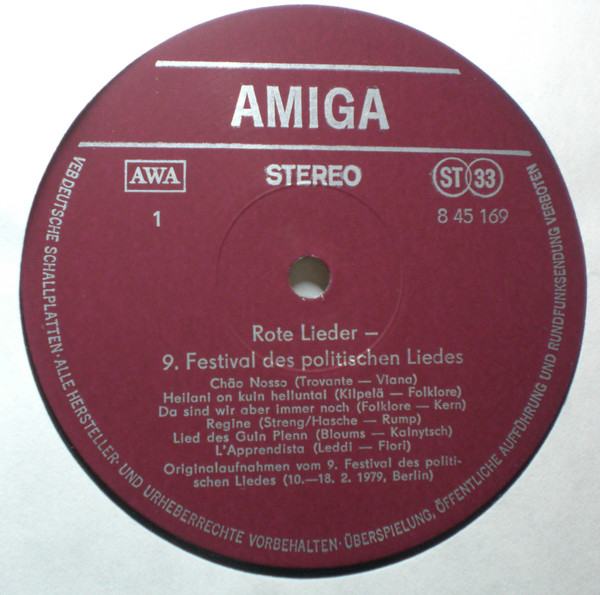 AMIGA
AWA
STEREO
ST 33
1
8 45 169
Rote Lieder –
9. Festival des politischen Liedes
Chão Nosso (Trovante — Viana)
Heilani on kuin helluntai (Kilpelä — Folklore)
Da sind wir aber immer noch (Folklore — Kern)
Regine (Streng/Hasche — Rump)
Lied des Guln Plenn (Bloums — Kalnytsch)
L'Apprendista (Leddi — Fiori)
Originalaufnahmen vom 9. Festival des politi-
schen Liedes (10.—18. 2. 1979, Berlin)
VEB DEUTSCHE SCHALLPLATTEN · ALLE HERSTELLER- UND URHEBERRECHTE VORBEHALTEN · ÜBERSPIELUNG, ÖFFENTLICHE AUFFÜHRUNG UND RUNDFUNKSENDUNG VERBOTEN